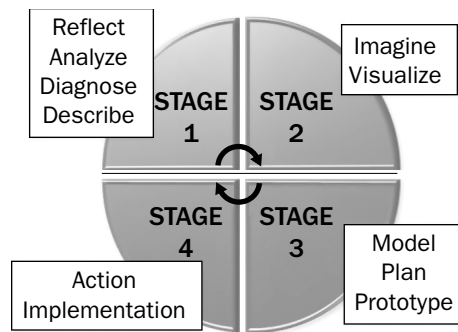 Reflect
Analyze
Diagnose
Describe
STAGE
1
STAGE
2
Imagine
Visualize
STAGE
4
STAGE
3
Action
Implementation
Model
Plan
Prototype